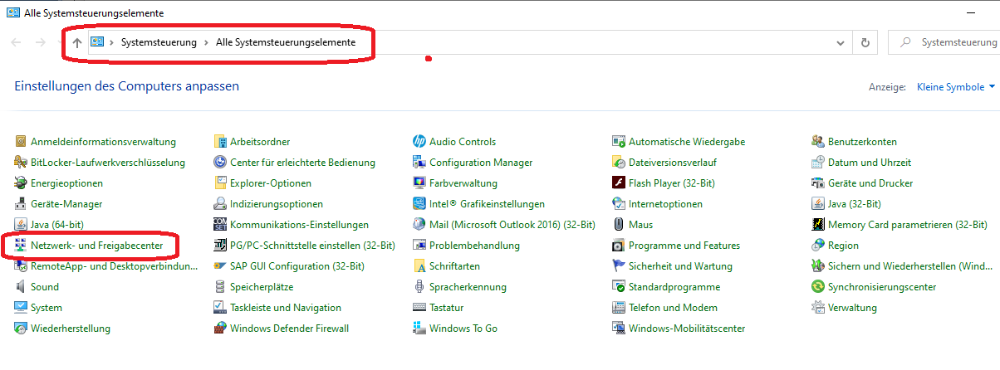 Alle Systemsteuerungselemente
Systemsteuerung > Alle Systemsteuerungselemente
Systemsteuerung
Einstellungen des Computers anpassen
Anzeige: Kleine Symbole
Anmeldeinformationsverwaltung
Arbeitsordner
Audio Controls
Automatische Wiedergabe
Benutzerkonten
BitLocker-Laufwerkverschlüsselung
Center für erleichterte Bedienung
Configuration Manager
Dateiversionsverlauf
Datum und Uhrzeit
Energieoptionen
Explorer-Optionen
Farbverwaltung
Flash Player (32-Bit)
Geräte und Drucker
Geräte-Manager
Indizierungsoptionen
Intel® Grafikeinstellungen
Internetoptionen
Java (32-Bit)
Java (64-bit)
Kommunikations-Einstellungen
Mail (Microsoft Outlook 2016) (32-Bit)
Maus
Memory Card parametrieren (32-Bit)
Netzwerk- und Freigabecenter
PG/PC-Schnittstelle einstellen (32-Bit)
Problembehandlung
Programme und Features
Region
RemoteApp- und Desktopverbindun...
SAP GUI Configuration (32-Bit)
Schriftarten
Sicherheit und Wartung
Sichern und Wiederherstellen (Wind...
Sound
Speicherplätze
Spracherkennung
Standardprogramme
Synchronisierungscenter
System
Taskleiste und Navigation
Tastatur
Telefon und Modem
Verwaltung
Wiederherstellung
Windows Defender Firewall
Windows To Go
Windows-Mobilitätscenter